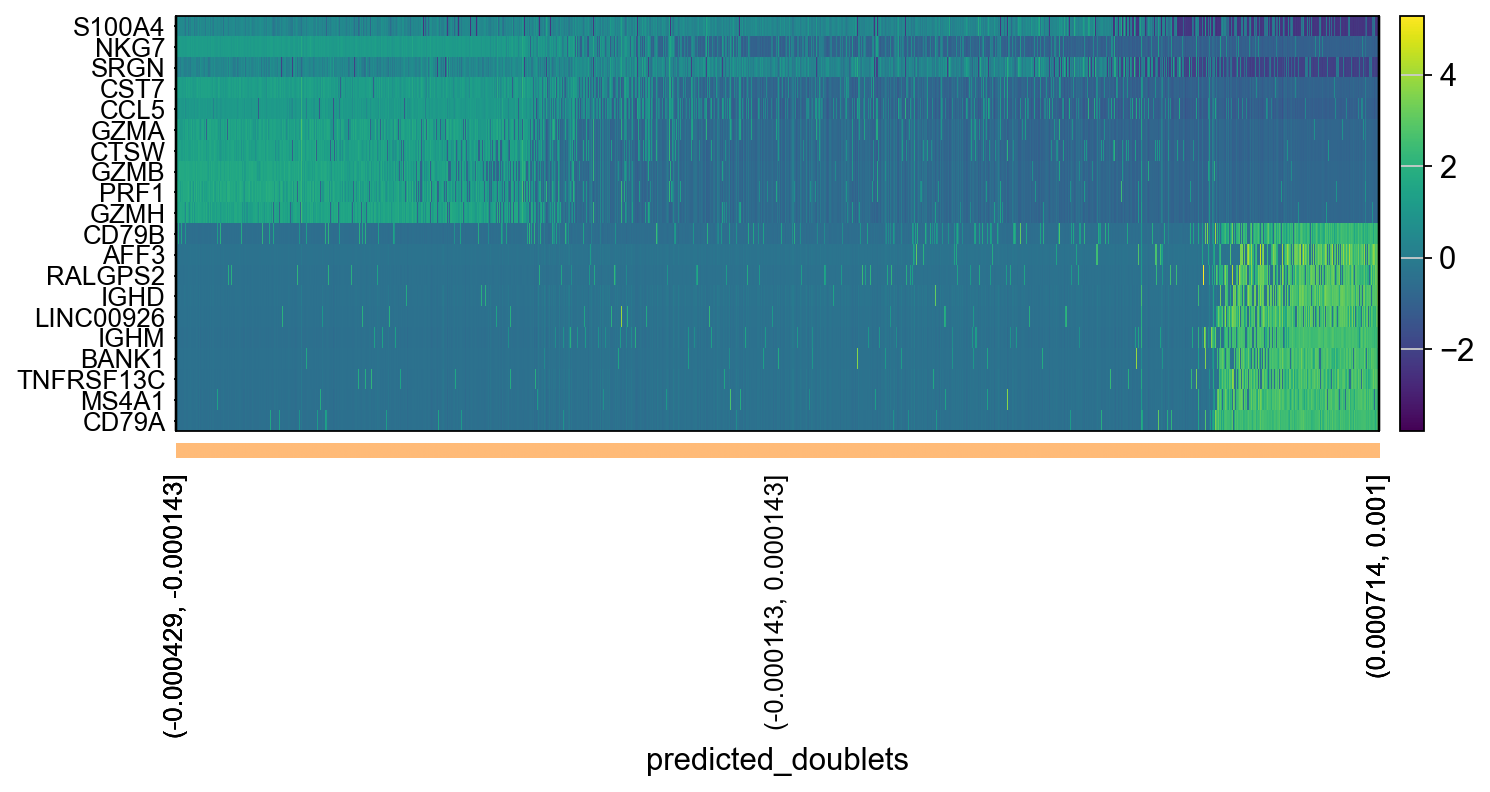 S100A4
NKG7
SRGN
CST7
CCL5
GZMA
CTSW
GZMB
PRF1
GZMH
CD79B
AFF3
RALGPS2
IGHD
LINC00926
IGHM
BANK1
TNFRSF13C
MS4A1
CD79A
4
2
0
−2
(-0.000429, -0.000143]
(-0.000143, 0.000143]
(0.000714, 0.001]
predicted_doublets